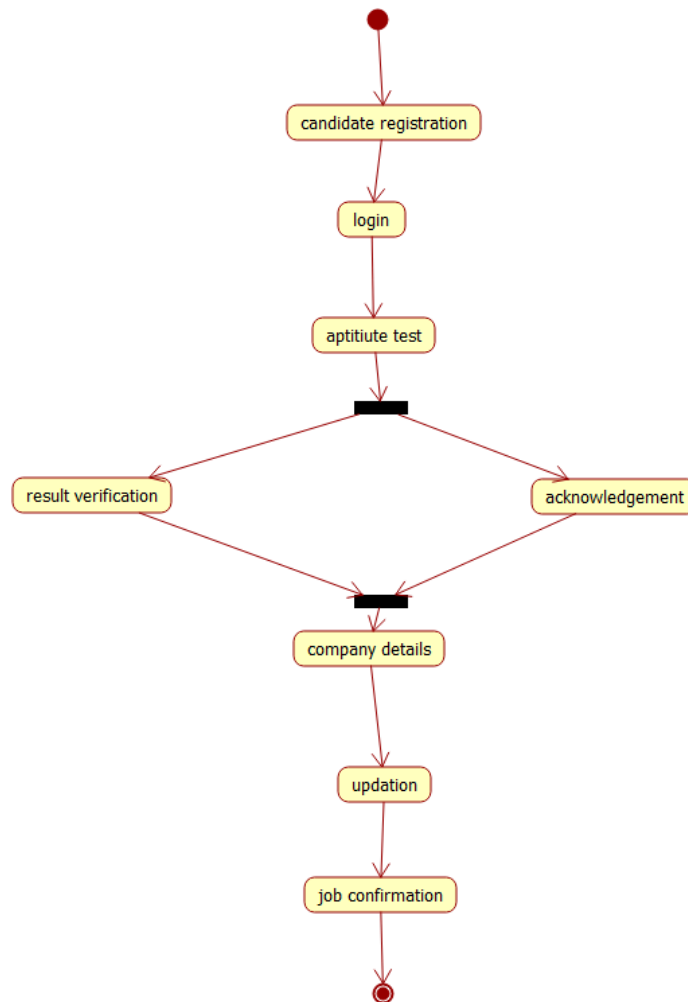 candidate registration
login
aptitiute test
result verification
acknowledgement
company details
updation
job confirmation